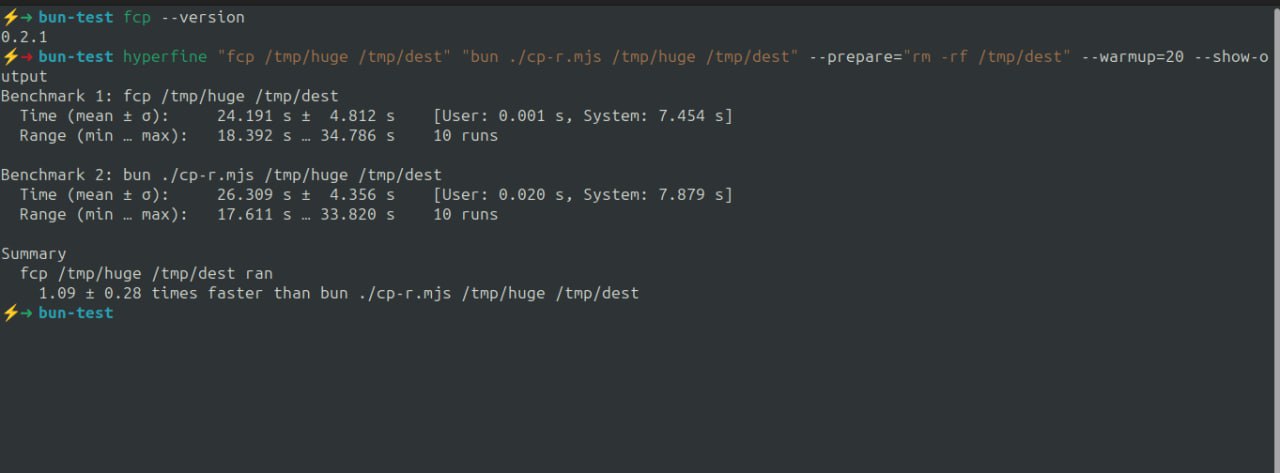 ⚡→ bun-test fcp --version
0.2.1
⚡→ bun-test hyperfine "fcp /tmp/huge /tmp/dest" "bun ./cp-r.mjs /tmp/huge /tmp/dest" --prepare="rm -rf /tmp/dest" --warmup=20 --show-o
utput
Benchmark 1: fcp /tmp/huge /tmp/dest
  Time (mean ± σ):     24.191 s ±  4.812 s    [User: 0.001 s, System: 7.454 s]
  Range (min … max):   18.392 s … 34.786 s    10 runs

Benchmark 2: bun ./cp-r.mjs /tmp/huge /tmp/dest
  Time (mean ± σ):     26.309 s ±  4.356 s    [User: 0.020 s, System: 7.879 s]
  Range (min … max):   17.611 s … 33.820 s    10 runs

Summary
  fcp /tmp/huge /tmp/dest ran
    1.09 ± 0.28 times faster than bun ./cp-r.mjs /tmp/huge /tmp/dest
⚡→ bun-test